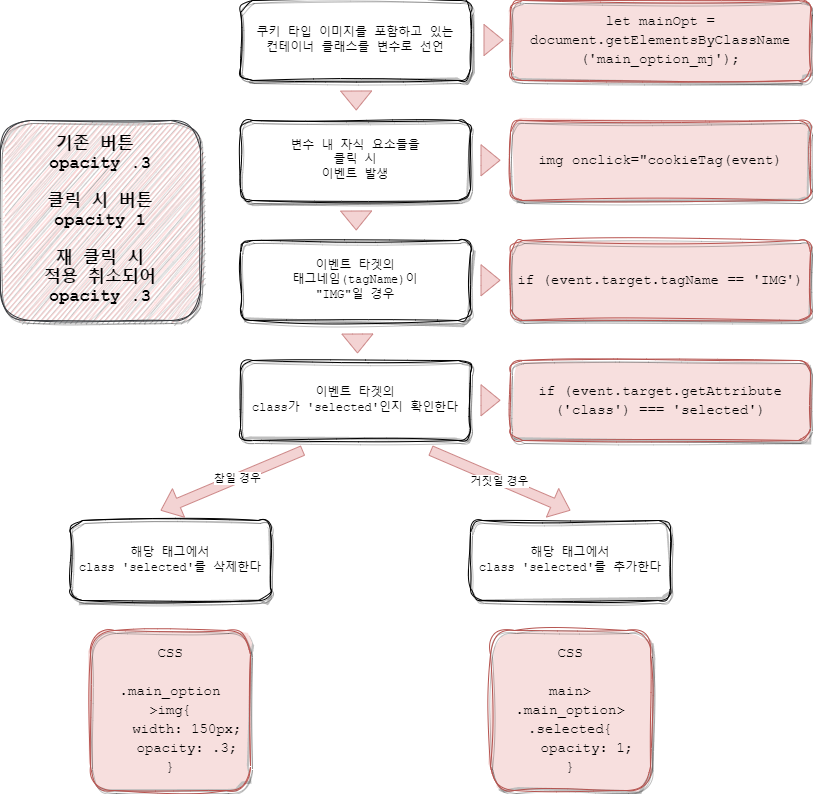 쿠키 타입 이미지를 포함하고 있는
컨테이너 클래스를 변수로 선언
let mainOpt =
document.getElementsByClassName
('main_option_mj');
기존 버튼
opacity .3
클릭 시 버튼
opacity 1
재 클릭 시
적용 취소되어
opacity .3
변수 내 자식 요소들을
클릭 시
이벤트 발생
img onclick="cookieTag(event)
이벤트 타겟의
태그네임(tagName)이
"IMG"일 경우
if (event.target.tagName == 'IMG')
이벤트 타겟의
class가 'selected'인지 확인한다
if (event.target.getAttribute
('class') === 'selected')
참일 경우
거짓일 경우
해당 태그에서
class 'selected'를 삭제한다
해당 태그에서
class 'selected'를 추가한다
CSS
.main_option
>img{
width: 150px;
opacity: .3;
}
CSS
main>
.main_option>
.selected{
opacity: 1;
}